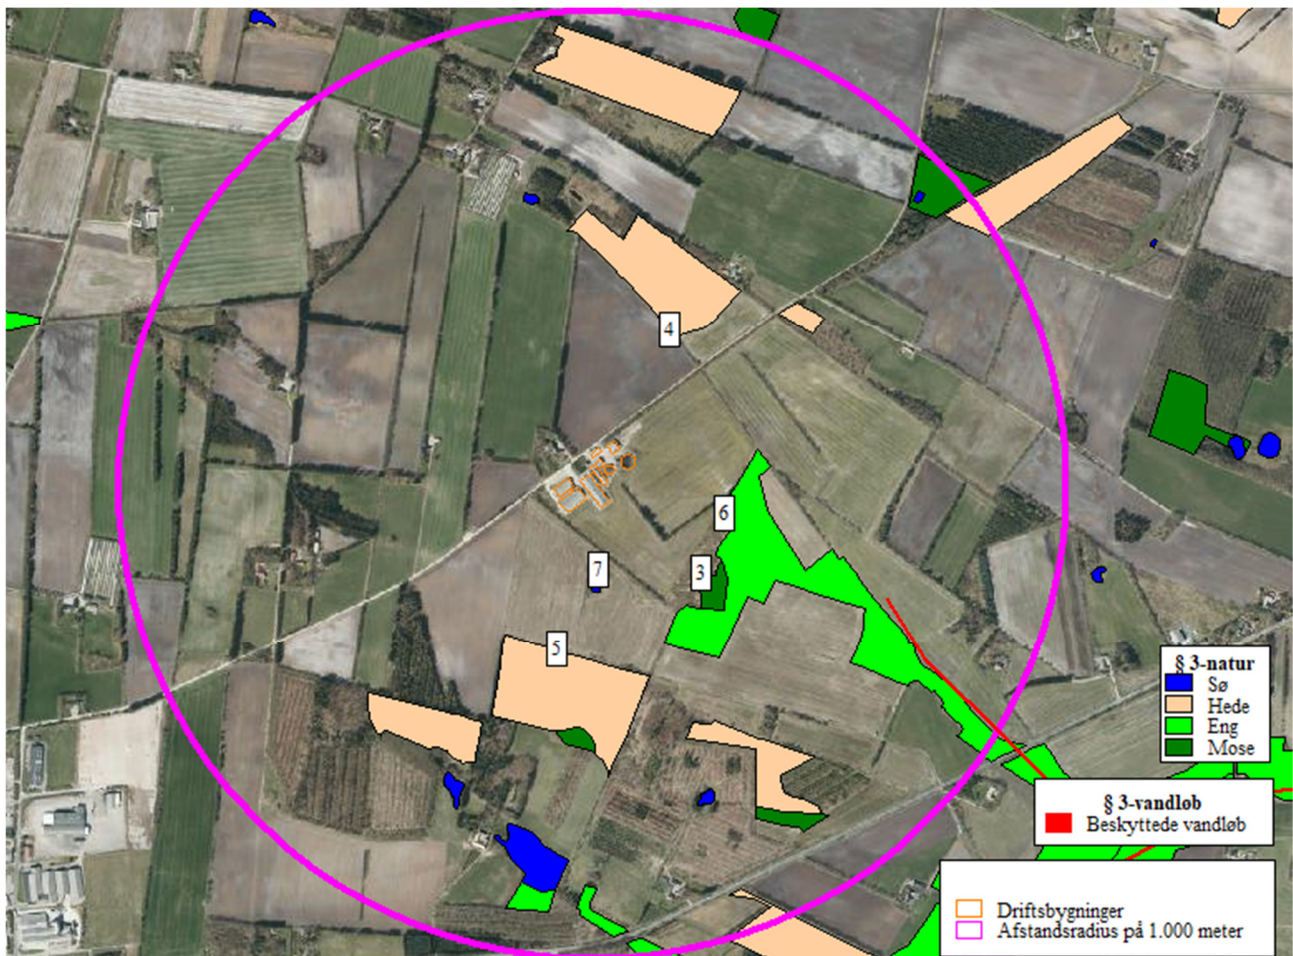 4
6
3
7
5
§ 3-natur
Sø
Hede
Eng
Mose
§ 3-vandløb
Beskyttede vandløb
Driftsbygninger
Afstandsradius på 1.000 meter